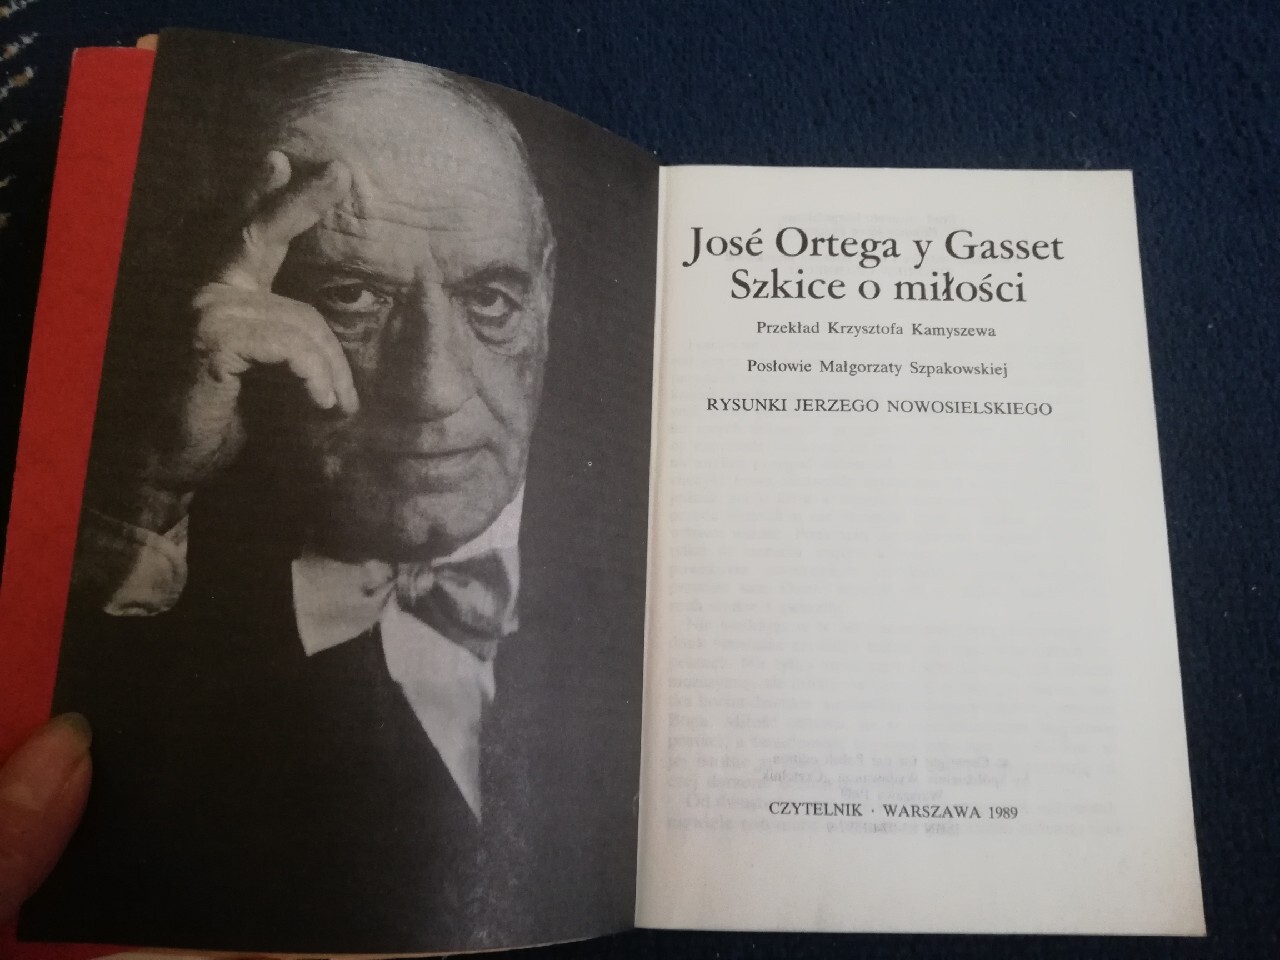 José Ortega y Gasset
Szkice o miłości
Przekład Krzysztofa Kamyszewa
Posłowie Małgorzaty Szpakowskiej
RYSUNKI JERZEGO NOWOSIELSKIEGO
CZYTELNIK · WARSZAWA 1989